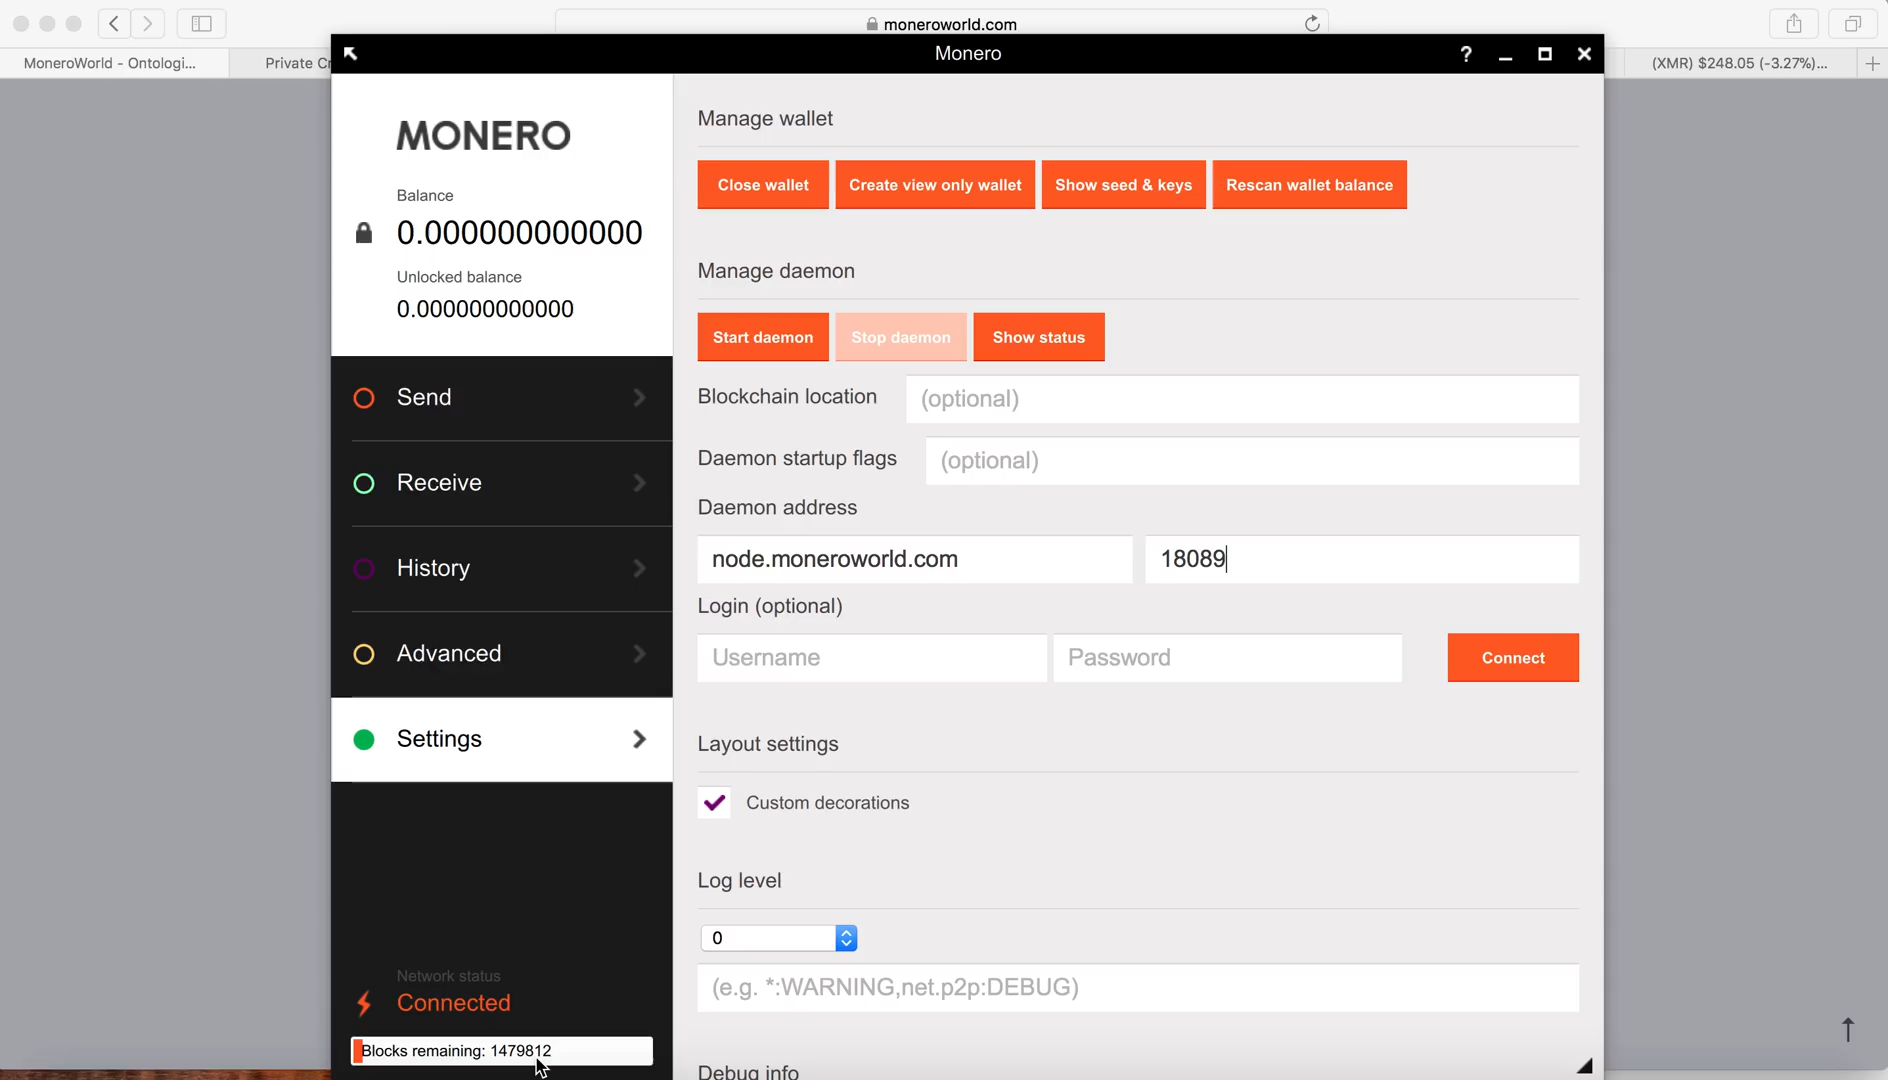 moneroworld.com
MoneroWorld - Ontologi...
Private Cr
(XMR) $248.05 (-3.27%)...
Monero
?
MONERO
Balance
0.000000000000
Unlocked balance
0.000000000000
Send
Receive
History
Advanced
Settings
Network status
Connected
Blocks remaining: 1479812
Manage wallet
Close wallet
Create view only wallet
Show seed & keys
Rescan wallet balance
Manage daemon
Start daemon
Stop daemon
Show status
Blockchain location
(optional)
Daemon startup flags
(optional)
Daemon address
node.moneroworld.com
18089
Login (optional)
Username
Password
Connect
Layout settings
Custom decorations
Log level
0
(e.g. *:WARNING,net.p2p:DEBUG)
Debug info